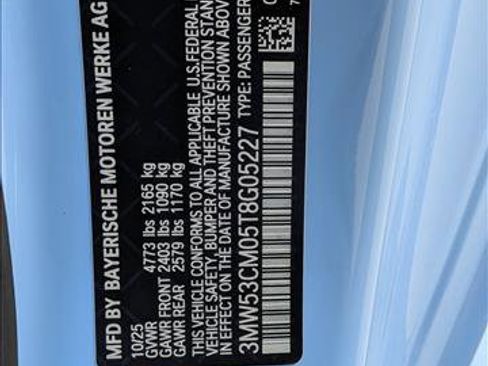 MFD BY BAYERISCHE MOTOREN WERKE AG
10/25
GVWR 4773 lbs 2165 kg
GAWR FRONT 2403 lbs 1090 kg
GAWR REAR 2579 lbs 1170 kg
THIS VEHICLE CONFORMS TO ALL APPLICABLE U.S. FEDERAL
VEHICLE SAFETY, BUMPER AND THEFT PREVENTION STAN
IN EFFECT ON THE DATE OF MANUFACTURE SHOWN ABOV
3MW53CM05T8G05227 TYPE: PASSENGER